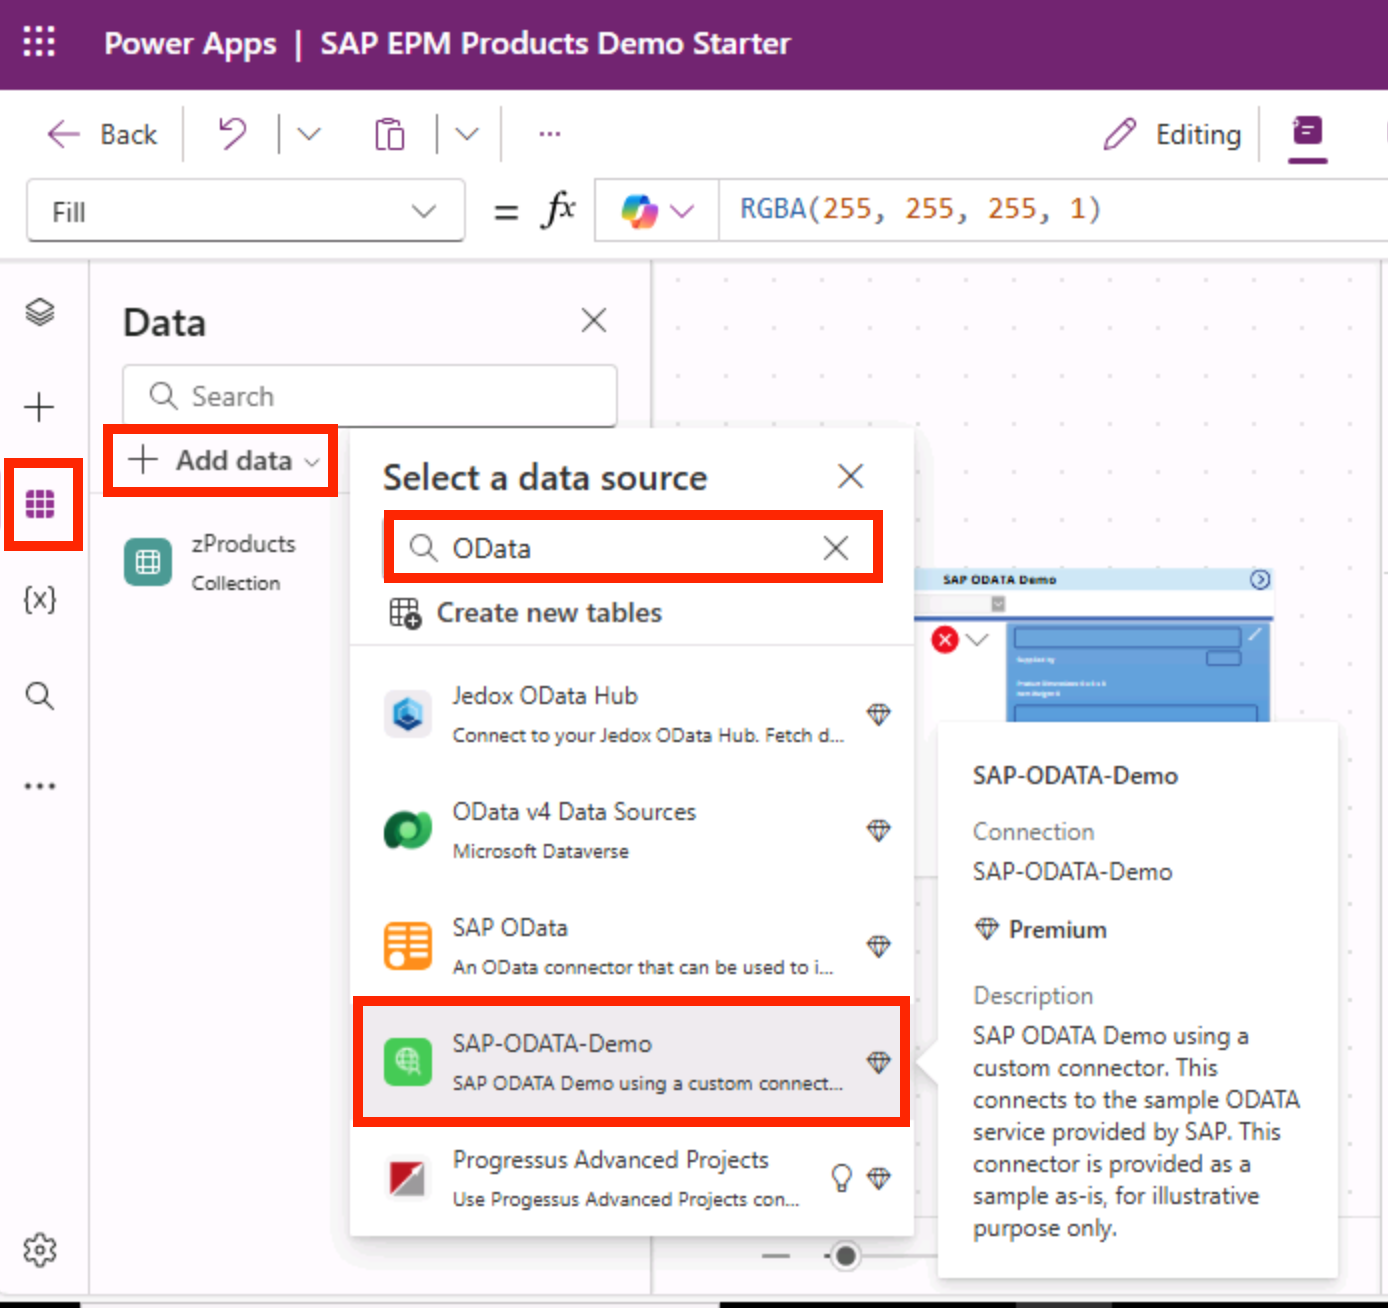 Power Apps | SAP EPM Products Demo Starter
Back
Editing
Fill
= fx
RGBA(255, 255, 255, 1)
Data
Search
Add data
zProducts
Collection
Select a data source
OData
Create new tables
Jedox OData Hub
Connect to your Jedox OData Hub. Fetch d...
OData v4 Data Sources
Microsoft Dataverse
SAP OData
An OData connector that can be used to i...
SAP-ODATA-Demo
SAP ODATA Demo using a custom connect...
Progressus Advanced Projects
Use Progessus Advanced Projects con...
SAP ODATA Demo
Supplied by
SAP-ODATA-Demo
Connection
SAP-ODATA-Demo
Premium
Description
SAP ODATA Demo using a
custom connector. This
connects to the sample ODATA
service provided by SAP. This
connector is provided as a
sample as-is, for illustrative
purpose only.